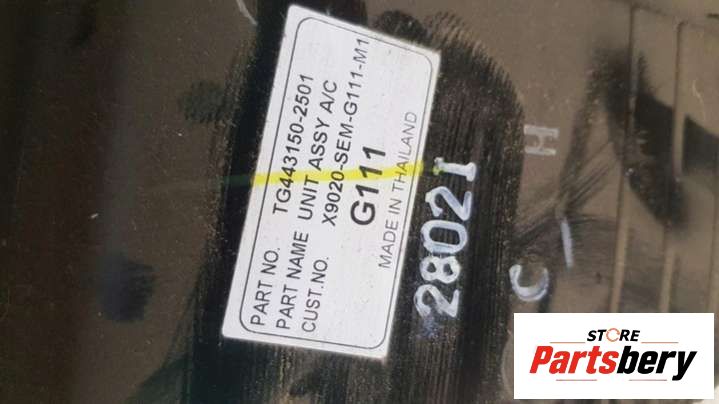 PART NO. TG443150-2501
PART NAME UNIT ASSY A/C
CUST.NO. X9020-SEM-G111-M1
G111
MADE IN THAILAND
28021
H
C -
STORE
Partsbery